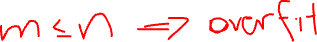 m ≤ n ⇒ overfit